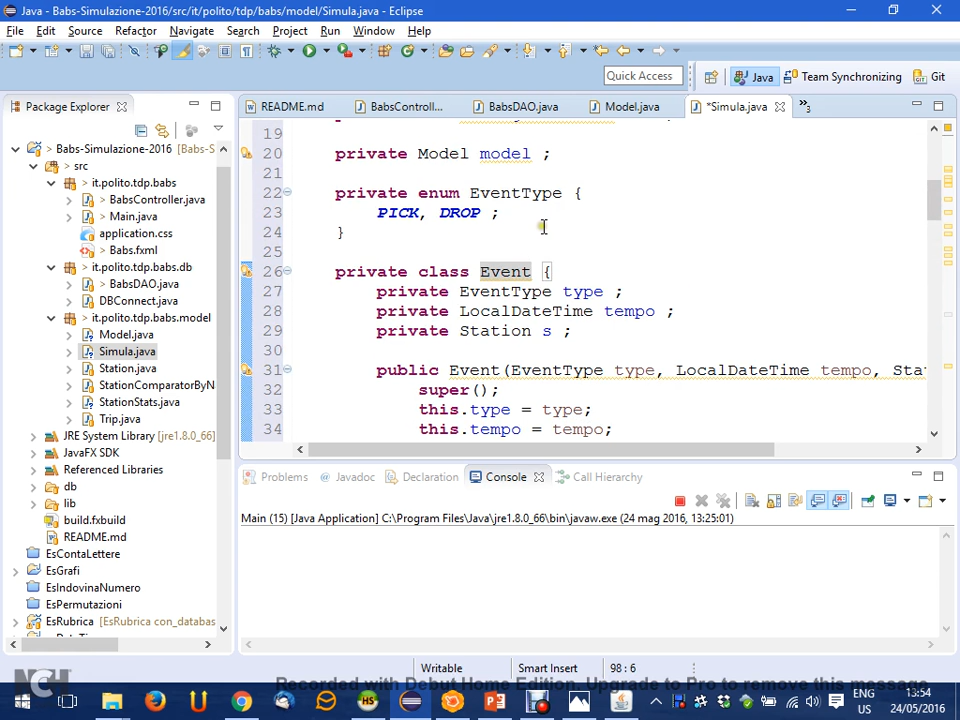 Java - Babs-Simulazione-2016/src/it/polito/tdp/babs/model/Simula.java - Eclipse
File Edit Source Refactor Navigate Search Project Run Window Help
Quick Access Java Team Synchronizing Git
Package Explorer
README.md BabsControll... BabsDAO.java Model.java *Simula.java 3
> Babs-Simulazione-2016 [Babs-S
> src
it.polito.tdp.babs
BabsController.java
Main.java
application.css
Babs.fxml
it.polito.tdp.babs.db
BabsDAO.java
DBConnect.java
it.polito.tdp.babs.model
Model.java
Simula.java
Station.java
StationComparatorByN
StationStats.java
Trip.java
JRE System Library [jre1.8.0_66]
JavaFX SDK
Referenced Libraries
db
lib
build.fxbuild
README.md
EsContaLettere
EsGrafi
EsIndovinaNumero
EsPermutazioni
EsRubrica [EsRubrica con_databas
19
20 private Model model ;
21
22 private enum EventType {
23 PICK, DROP ;
24 }
25
26 private class Event {
27 private EventType type ;
28 private LocalDateTime tempo ;
29 private Station s ;
30
31 public Event(EventType type, LocalDateTime tempo, Stat
32 super();
33 this.type = type;
34 this.tempo = tempo;
Problems Javadoc Declaration Console Call Hierarchy
Main (15) [Java Application] C:\Program Files\Java\jre1.8.0_66\bin\javaw.exe (24 mag 2016, 13:25:01)
Writable Smart Insert 98 : 6
NCH
Recorded with Debut Home Edition. Upgrade to Pro to remove this message
ENG 13:54
US 24/05/2016